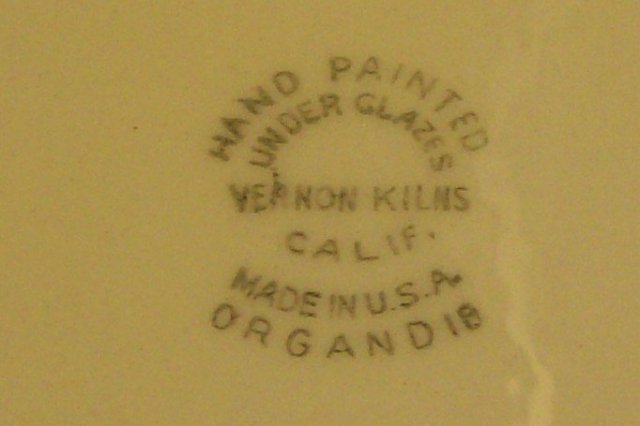 HAND PAINTED
UNDER GLAZES
VERNON KILNS
CALIF.
MADE IN U.S.A.
ORGANDIE